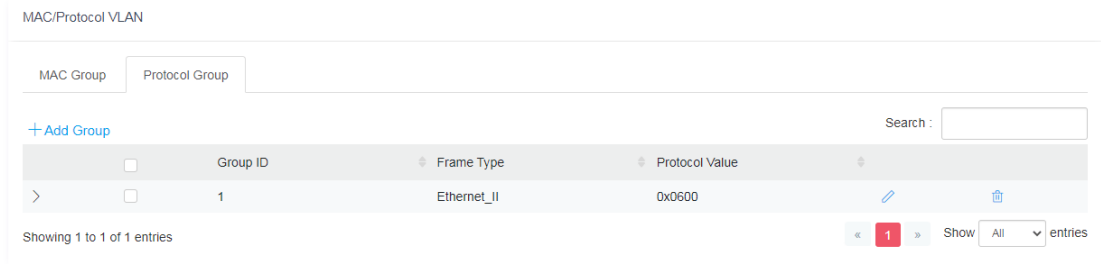 MAC/Protocol VLAN
MAC Group Protocol Group
+ Add Group Search :
Group ID Frame Type Protocol Value
1 Ethernet_II 0x0600
Showing 1 to 1 of 1 entries « 1 » Show All entries